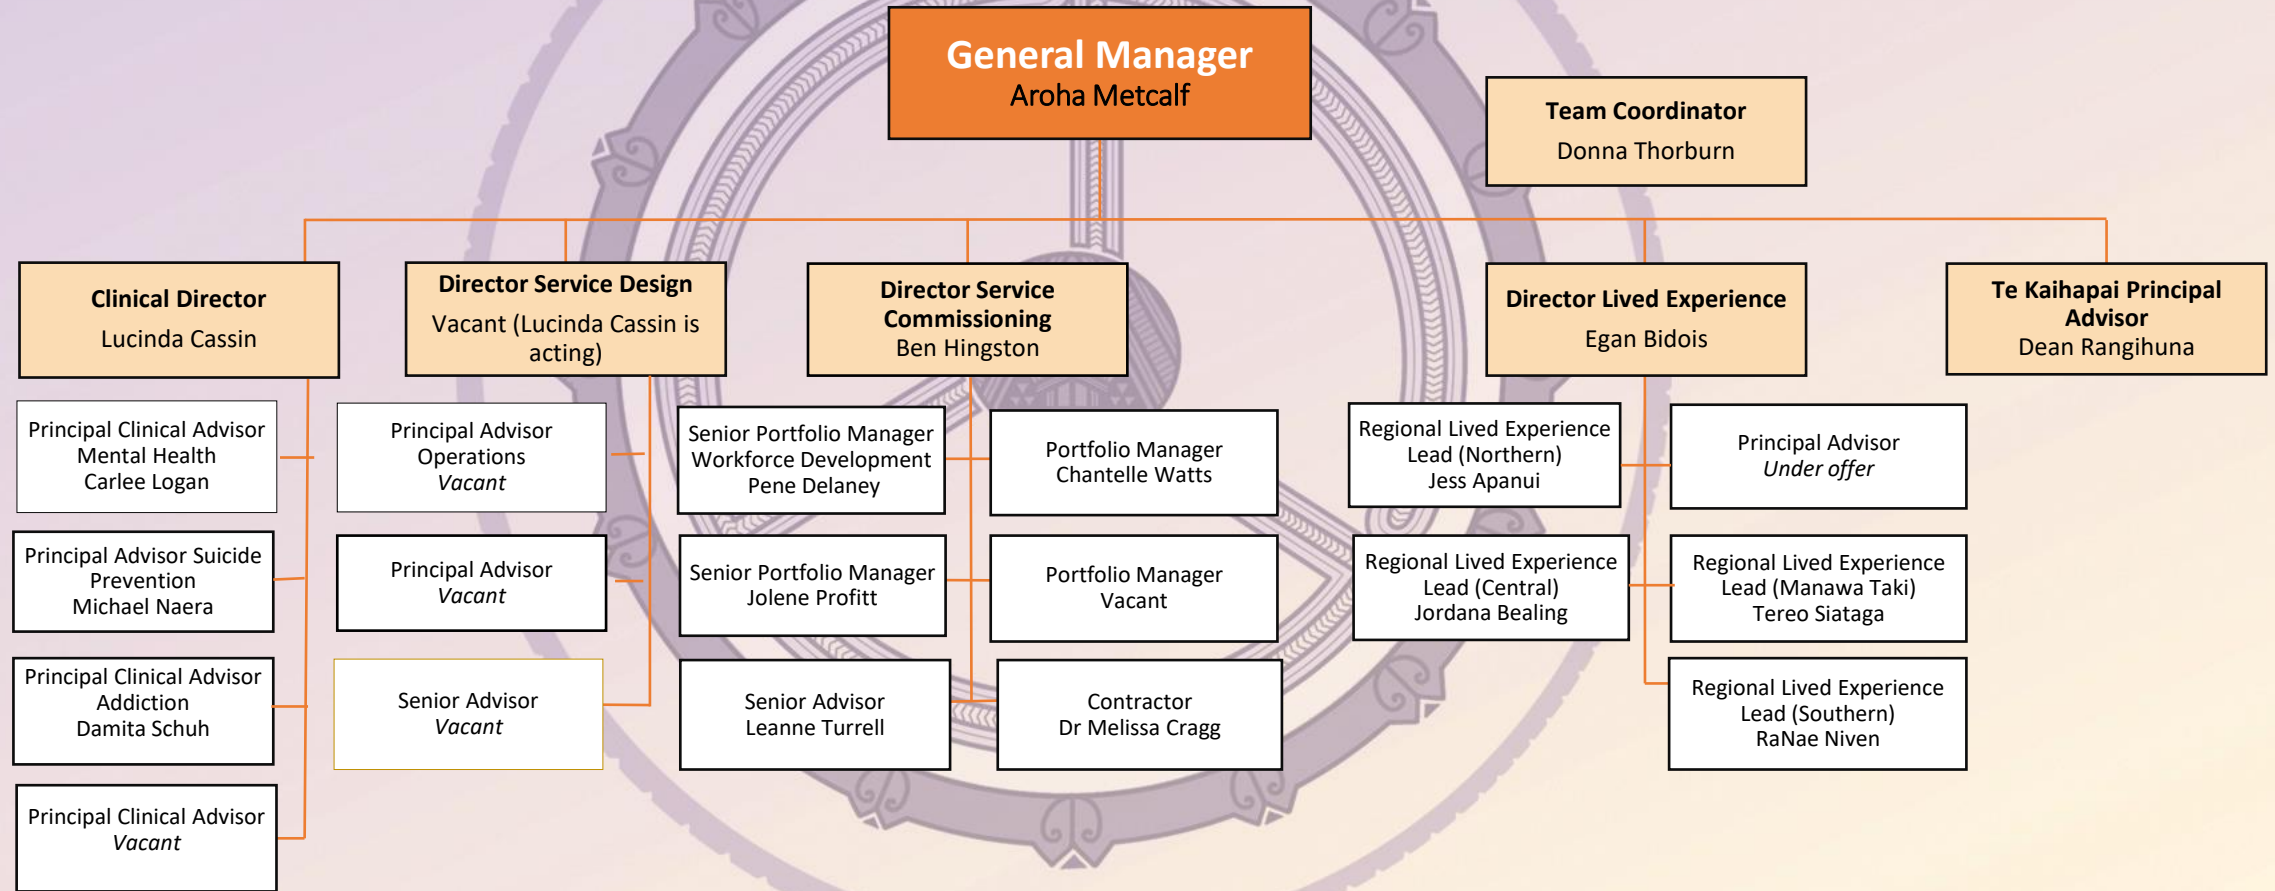 General Manager
Aroha Metcalf
Team Coordinator
Donna Thorburn
Clinical Director
Lucinda Cassin
Director Service Design
Vacant (Lucinda Cassin is
acting)
Director Service
Commissioning
Ben Hingston
Director Lived Experience
Egan Bidois
Te Kaihapai Principal
Advisor
Dean Rangihuna
Principal Clinical Advisor
Mental Health
Carlee Logan
Principal Advisor Suicide
Prevention
Michael Naera
Principal Clinical Advisor
Addiction
Damita Schuh
Principal Clinical Advisor
Vacant
Principal Advisor
Operations
Vacant
Principal Advisor
Vacant
Senior Advisor
Vacant
Senior Portfolio Manager
Workforce Development
Pene Delaney
Senior Portfolio Manager
Jolene Profitt
Senior Advisor
Leanne Turrell
Portfolio Manager
Chantelle Watts
Portfolio Manager
Vacant
Contractor
Dr Melissa Cragg
Regional Lived Experience
Lead (Northern)
Jess Apanui
Regional Lived Experience
Lead (Central)
Jordana Bealing
Principal Advisor
Under offer
Regional Lived Experience
Lead (Manawa Taki)
Tereo Siataga
Regional Lived Experience
Lead (Southern)
RaNae Niven